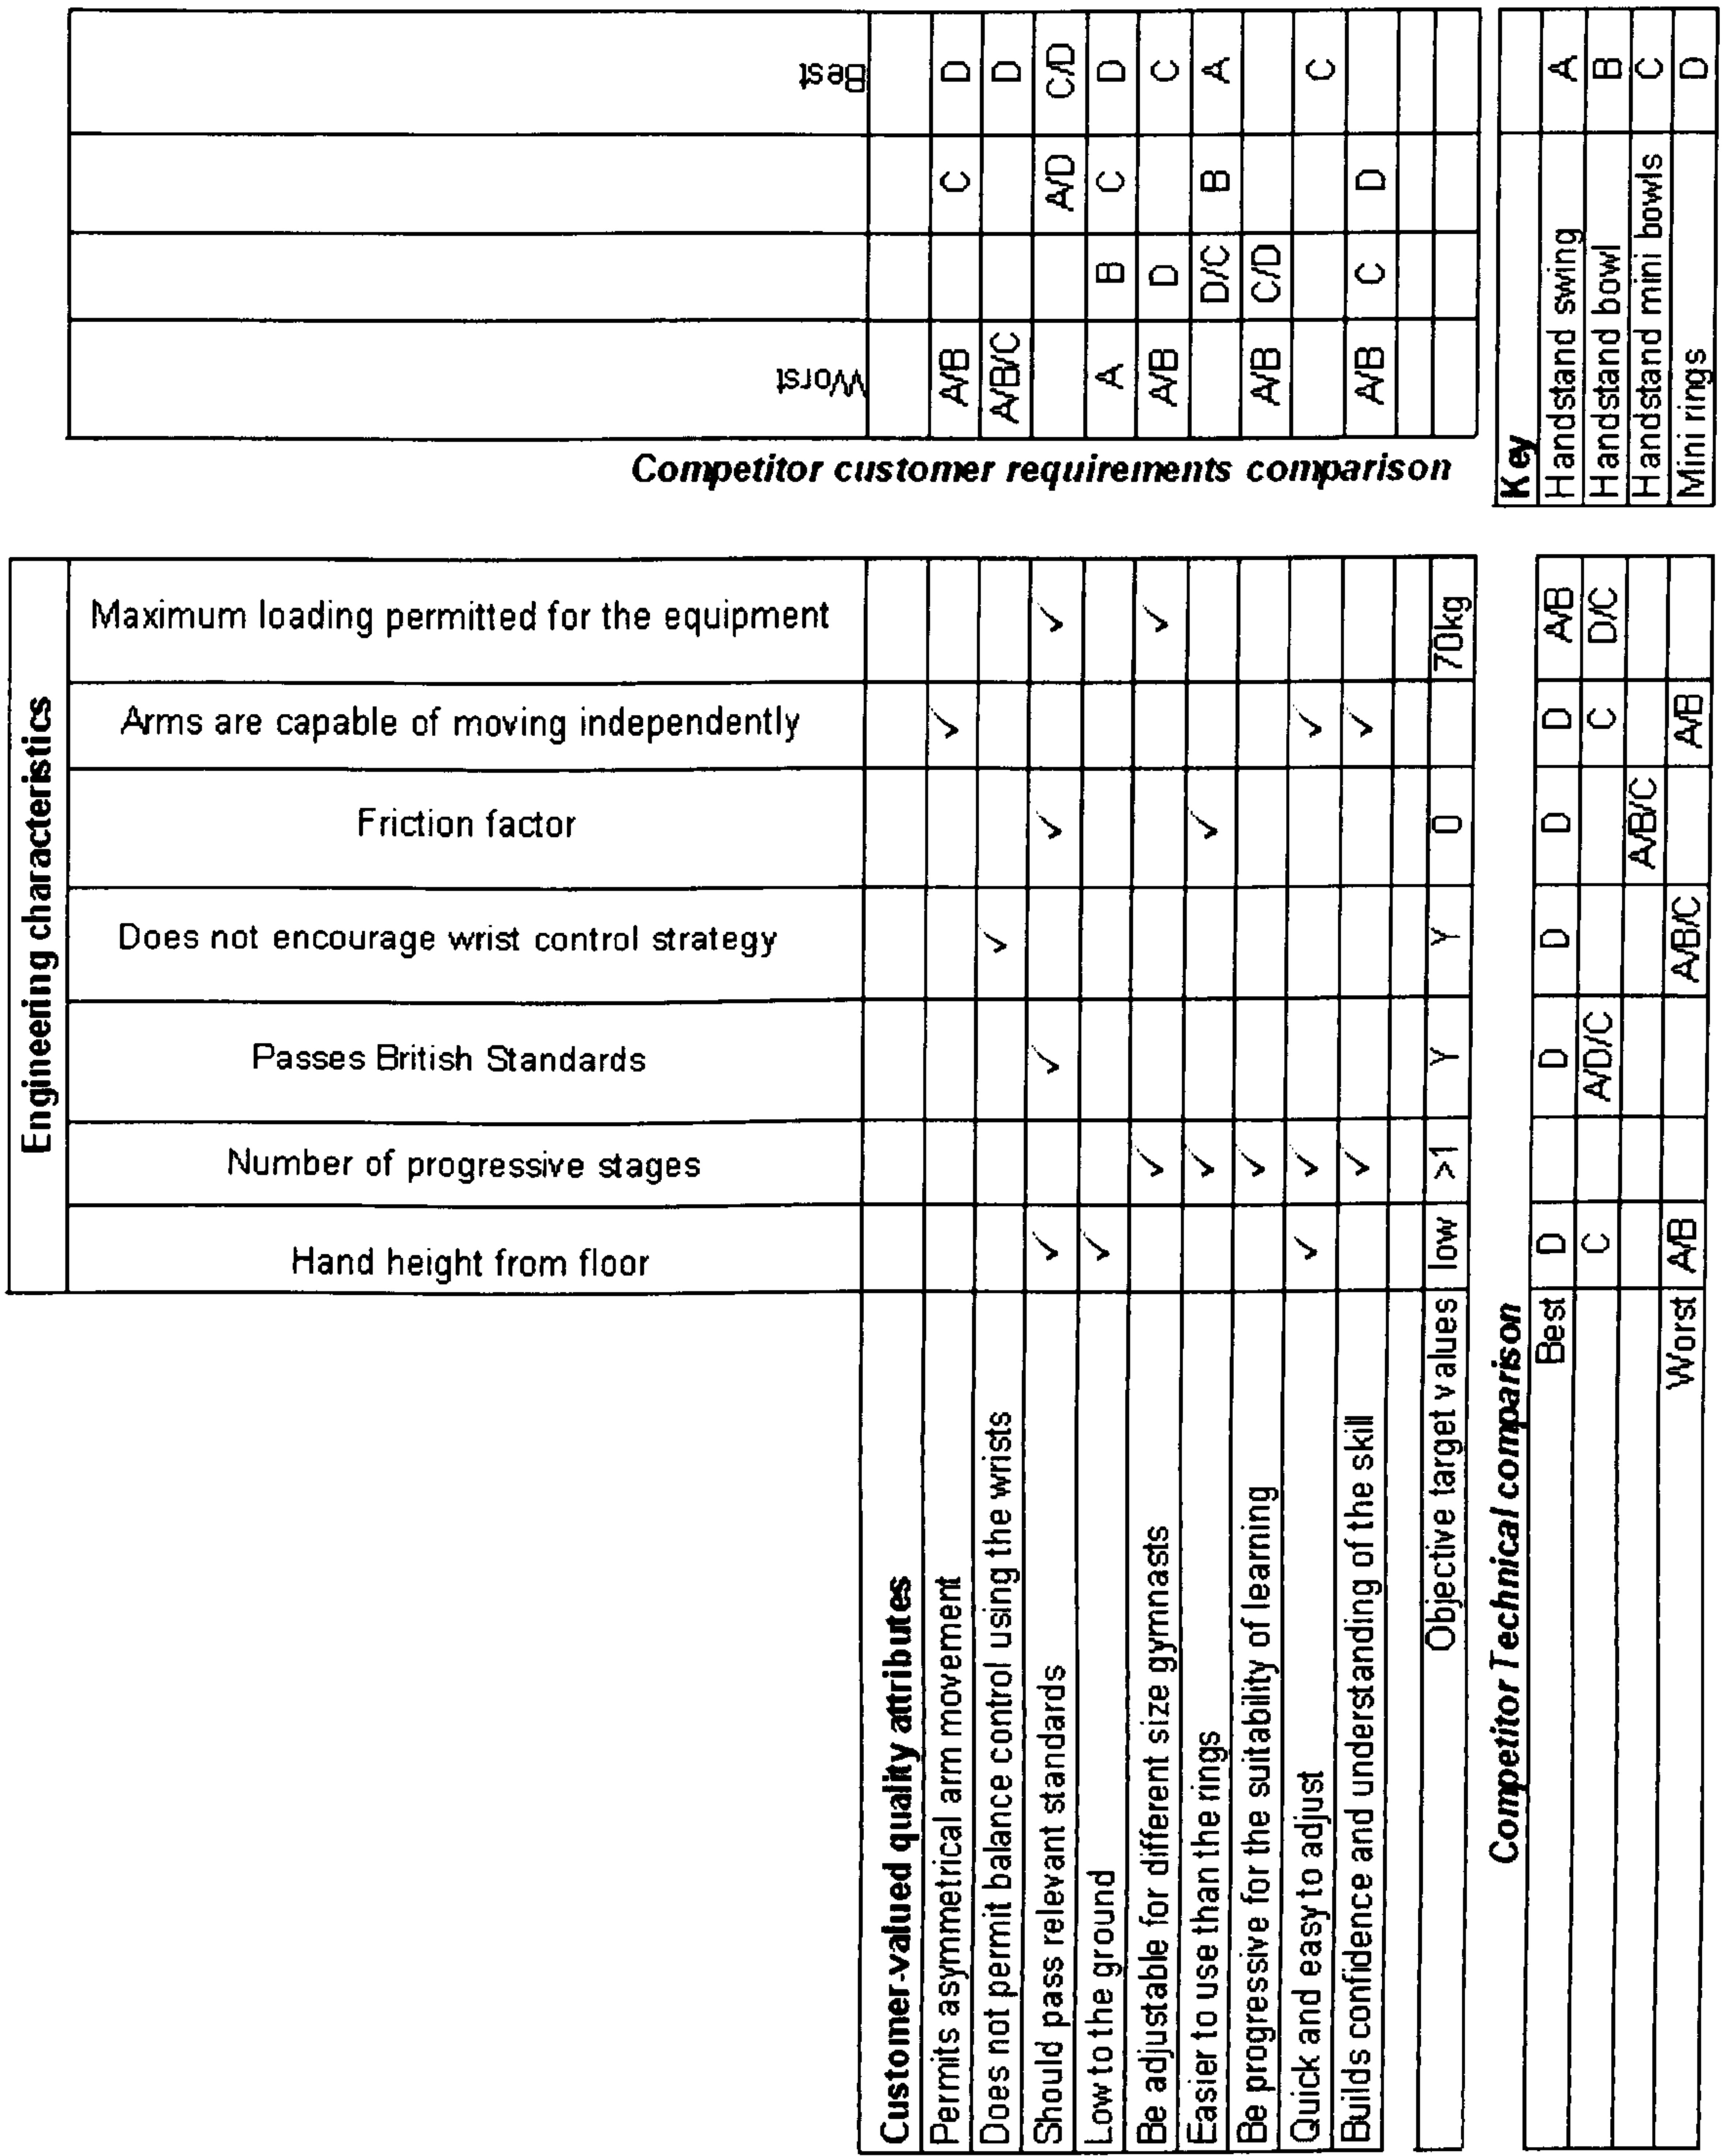 Engineering characteristics
Hand height from floor
Number of progressive stages
Passes British Standards
Does not encourage wrist control strategy
Friction factor
Arms are capable of moving independently
Maximum loading permitted for the equipment
Worst Best
Customer-valued quality attributes
Permits asymmetrical arm movement ✓ A/B C D
Does not permit balance control using the wrists ✓ A/B/C D
Should pass relevant standards ✓ ✓ ✓ ✓ A/D C/D
Low to the ground ✓ A B C D
Be adjustable for different size gymnasts ✓ ✓ A/B D C
Easier to use than the rings ✓ ✓ D/C B A
Be progressive for the suitability of learning ✓ A/B C/D
Quick and easy to adjust ✓ ✓ ✓ C
Builds confidence and understanding of the skill ✓ ✓ A/B C D
Objective target values low >1 Y Y 0 70kg
Competitor customer requirements comparison
Competitor Technical comparison
Best D D D D D A/B
C A/D/C C D/C
A/B/C
Worst A/B A/B/C A/B
Key
Handstand swing A
Handstand bowl B
Handstand mini bowls C
Mini rings D